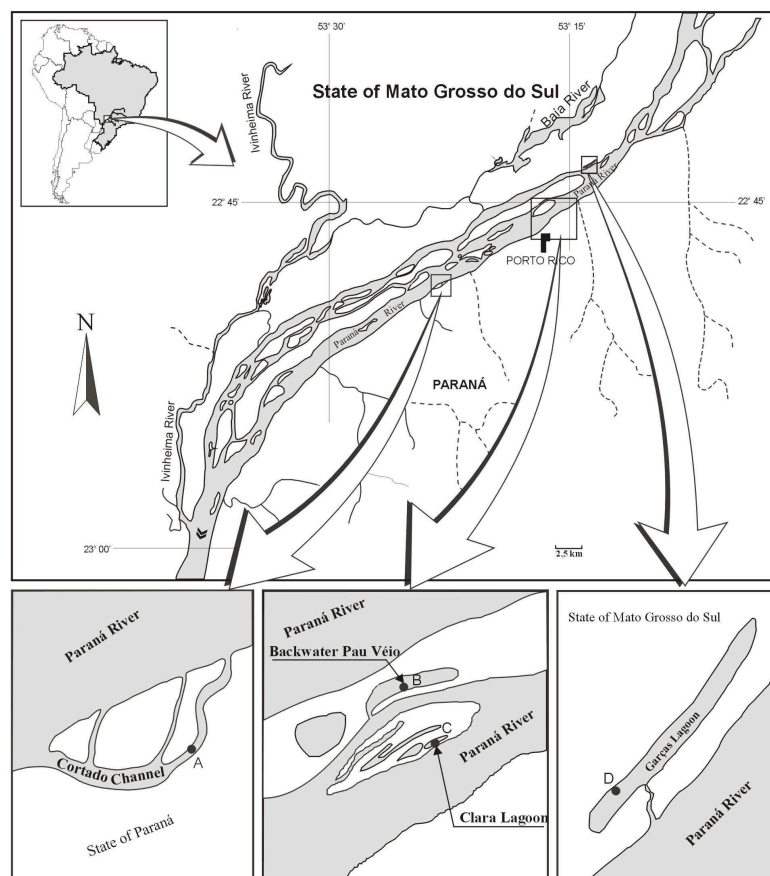 53° 30'
53° 15'
State of Mato Grosso do Sul
Ivinheima River
Baía River
Paraná River
22° 45'
22° 45'
PORTO RICO
Paraná River
N
PARANÁ
Ivinheima River
23° 00'
23° 00'
2,5 km
Paraná River
A
Cortado Channel
State of Paraná
Paraná River
Backwater Pau Véio
B
C
Paraná River
Clara Lagoon
State of Mato Grosso do Sul
Garças Lagoon
D
Paraná River